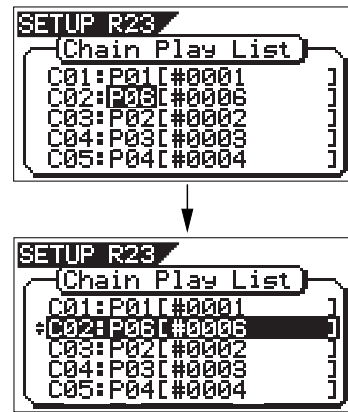 SETUP R23
Chain Play List
C01:P01[#0001 ]
C02:P06[#0006 ]
C03:P02[#0002 ]
C04:P03[#0003 ]
C05:P04[#0004 ]
SETUP R23
Chain Play List
C01:P01[#0001 ]
C02:P06[#0006 ]
C03:P02[#0002 ]
C04:P03[#0003 ]
C05:P04[#0004 ]